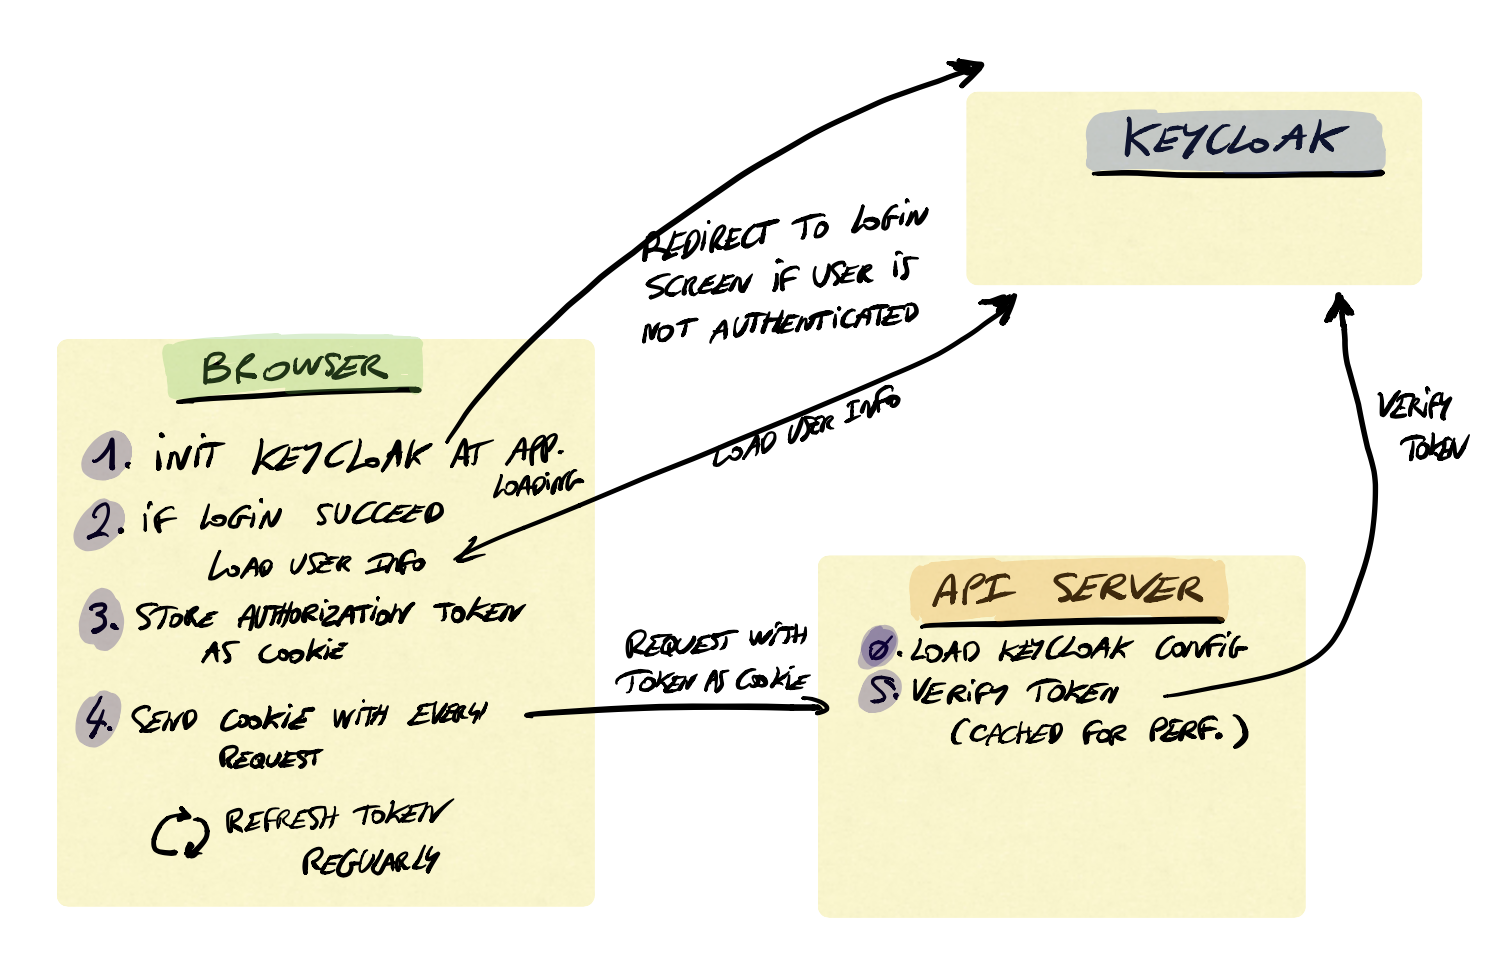 KEYCLOAK
REDIRECT TO LOGIN
SCREEN IF USER IS
NOT AUTHENTICATED
BROWSER
1. INIT KEYCLOAK AT APP.
LOADING
2. IF LOGIN SUCCEED
LOAD USER INFO
3. STORE AUTHORIZATION TOKEN
AS COOKIE
4. SEND COOKIE WITH EVERY
REQUEST
REFRESH TOKEN
REGULARLY
LOAD USER INFO
REQUEST WITH
TOKEN AS COOKIE
VERIFY
TOKEN
API SERVER
0. LOAD KEYCLOAK CONFIG
5. VERIFY TOKEN
(CACHED FOR PERF.)